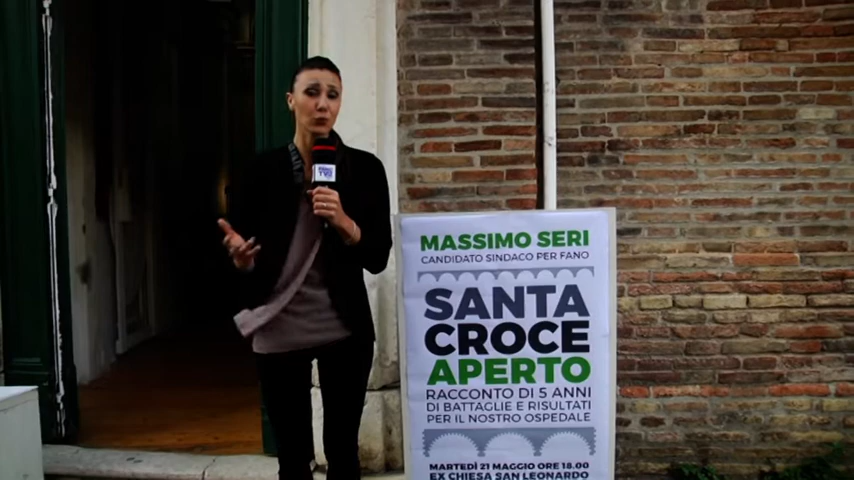 MASSIMO SERI
CANDIDATO SINDACO PER FANO
SANTA
CROCE
APERTO
RACCONTO DI 5 ANNI
DI BATTAGLIE E RISULTATI
PER IL NOSTRO OSPEDALE
MARTEDÌ 21 MAGGIO ORE 18.00
EX CHIESA SAN LEONARDO